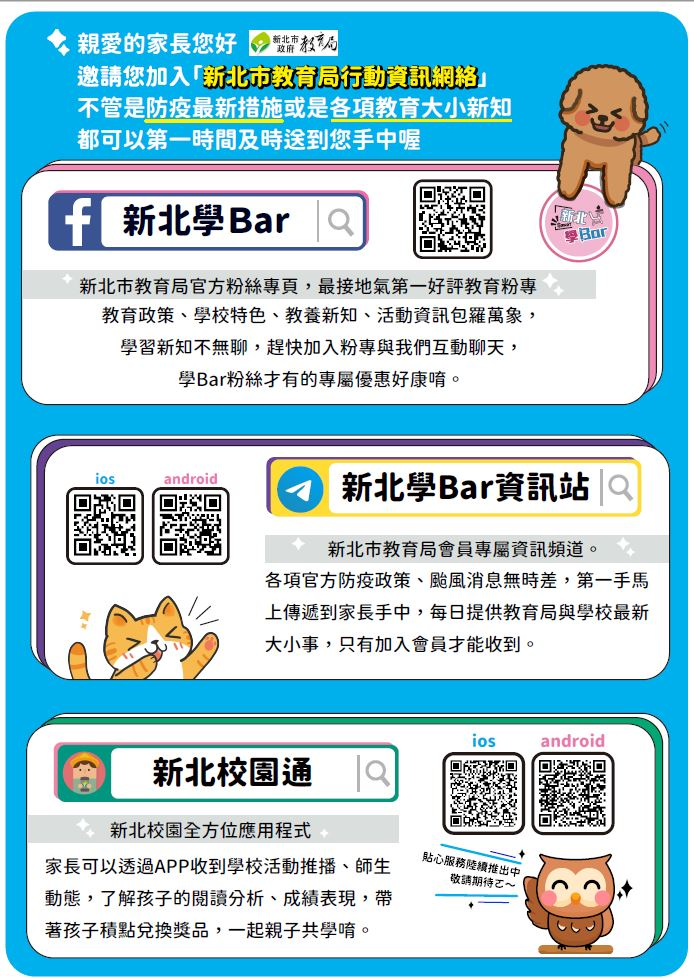 親愛的家長您好 新北市政府 教育局
邀請您加入「新北市教育局行動資訊網絡」
不管是防疫最新措施或是各項教育大小新知
都可以第一時間及時送到您手中喔
新北學Bar
新北
學Bar
新北市教育局官方粉絲專頁，最接地氣第一好評教育粉專
教育政策、學校特色、教養新知、活動資訊包羅萬象，
學習新知不無聊，趕快加入粉專與我們互動聊天，
學Bar粉絲才有的專屬優惠好康唷。
ios android
新北學Bar資訊站
新北市教育局會員專屬資訊頻道。
各項官方防疫政策、颱風消息無時差，第一手馬
上傳遞到家長手中，每日提供教育局與學校最新
大小事，只有加入會員才能收到。
新北校園通
ios android
新北校園全方位應用程式
家長可以透過APP收到學校活動推播、師生
動態，了解孩子的閱讀分析、成績表現，帶
著孩子積點兌換獎品，一起親子共學唷。
貼心服務陸續推出中
敬請期待ㄛ～